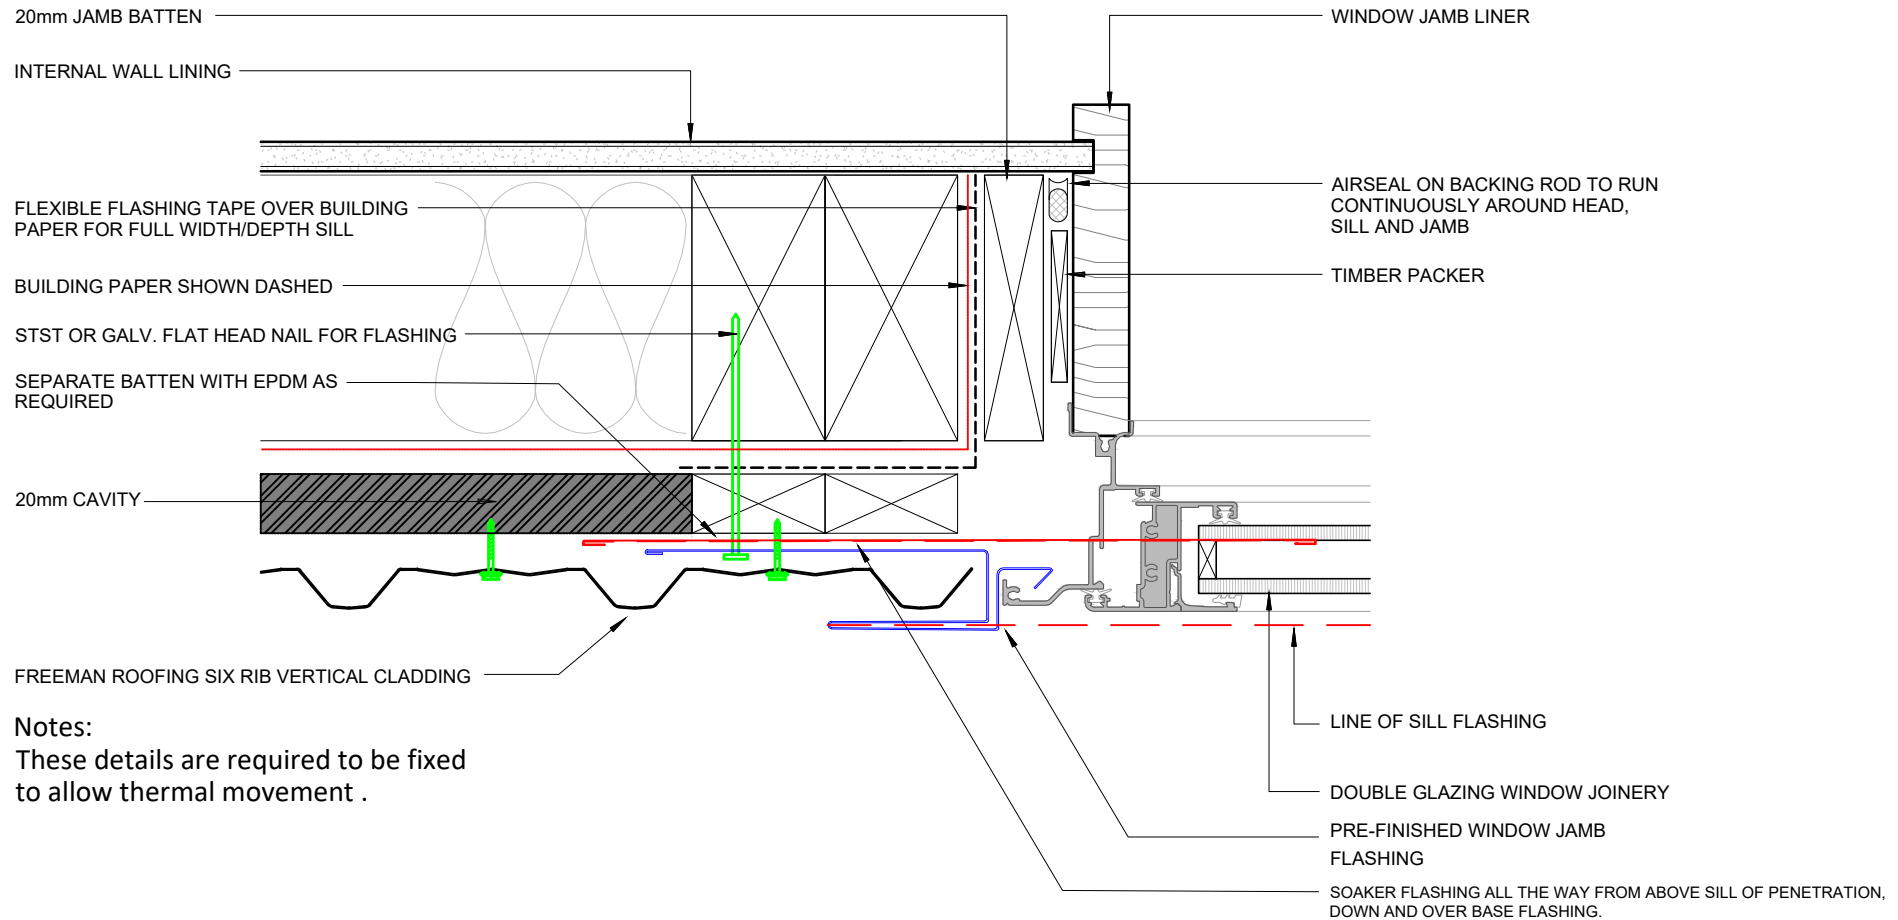 20mm JAMB BATTEN
INTERNAL WALL LINING
FLEXIBLE FLASHING TAPE OVER BUILDING
PAPER FOR FULL WIDTH/DEPTH SILL
BUILDING PAPER SHOWN DASHED
STST OR GALV. FLAT HEAD NAIL FOR FLASHING
SEPARATE BATTEN WITH EPDM AS
REQUIRED
20mm CAVITY
FREEMAN ROOFING SIX RIB VERTICAL CLADDING
Notes:
These details are required to be fixed
to allow thermal movement .
WINDOW JAMB LINER
AIRSEAL ON BACKING ROD TO RUN
CONTINUOUSLY AROUND HEAD,
SILL AND JAMB
TIMBER PACKER
LINE OF SILL FLASHING
DOUBLE GLAZING WINDOW JOINERY
PRE-FINISHED WINDOW JAMB
FLASHING
SOAKER FLASHING ALL THE WAY FROM ABOVE SILL OF PENETRATION,
DOWN AND OVER BASE FLASHING.